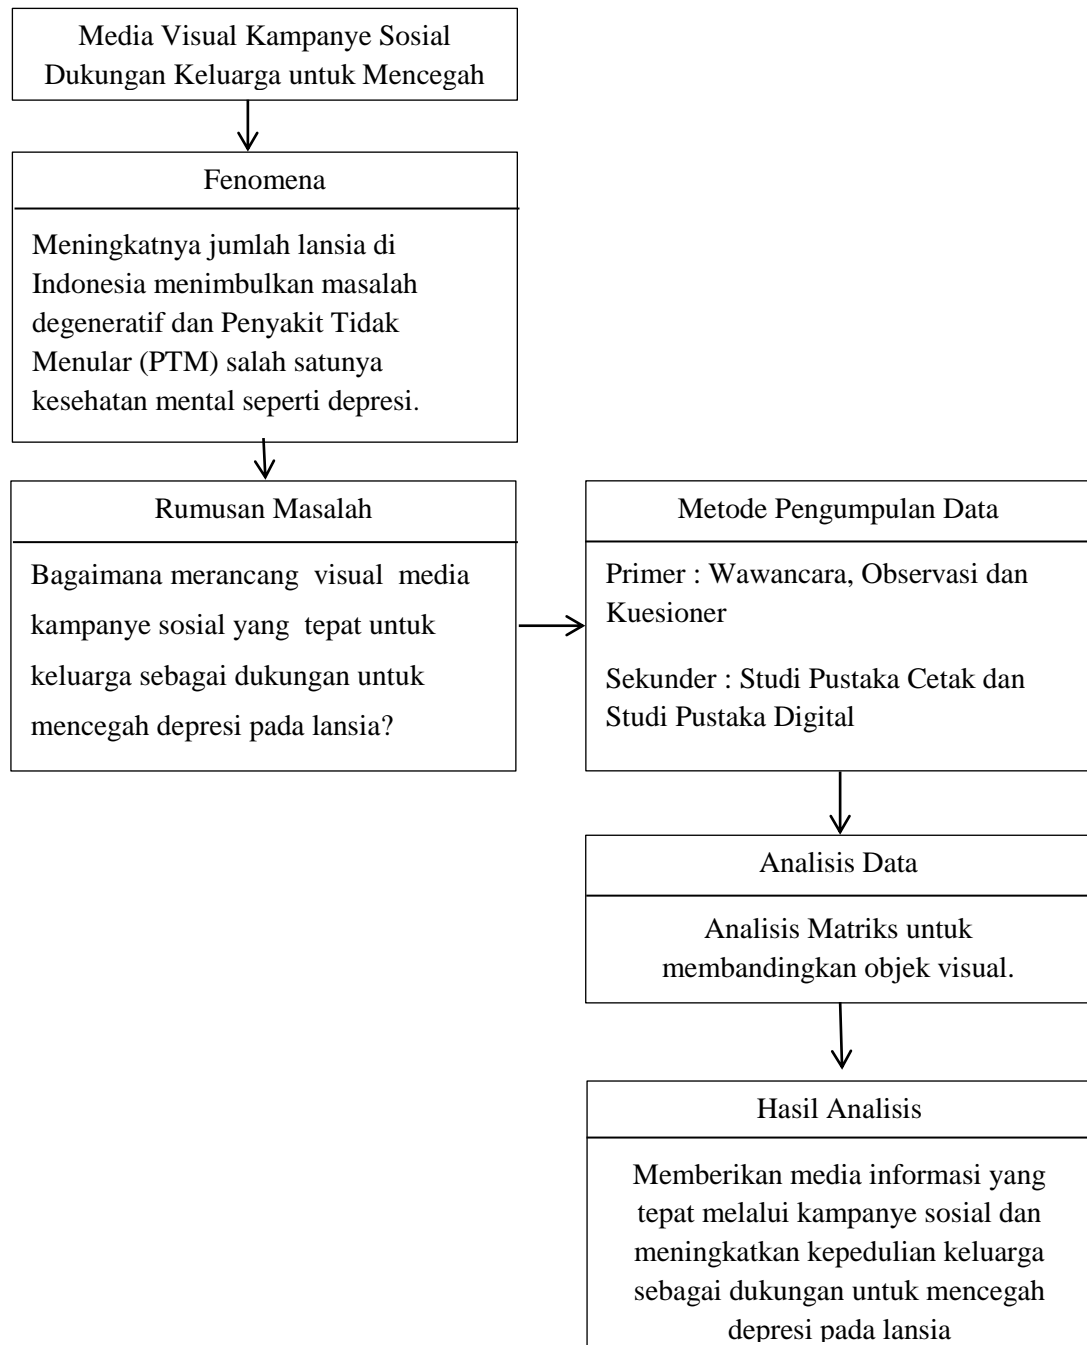 Media Visual Kampanye Sosial
Dukungan Keluarga untuk Mencegah
Fenomena
Meningkatnya jumlah lansia di
Indonesia menimbulkan masalah
degeneratif dan Penyakit Tidak
Menular (PTM) salah satunya
kesehatan mental seperti depresi.
Rumusan Masalah
Bagaimana merancang visual media
kampanye sosial yang tepat untuk
keluarga sebagai dukungan untuk
mencegah depresi pada lansia?
Metode Pengumpulan Data
Primer : Wawancara, Observasi dan
Kuesioner
Sekunder : Studi Pustaka Cetak dan
Studi Pustaka Digital
Analisis Data
Analisis Matriks untuk
membandingkan objek visual.
Hasil Analisis
Memberikan media informasi yang
tepat melalui kampanye sosial dan
meningkatkan kepedulian keluarga
sebagai dukungan untuk mencegah
depresi pada lansia